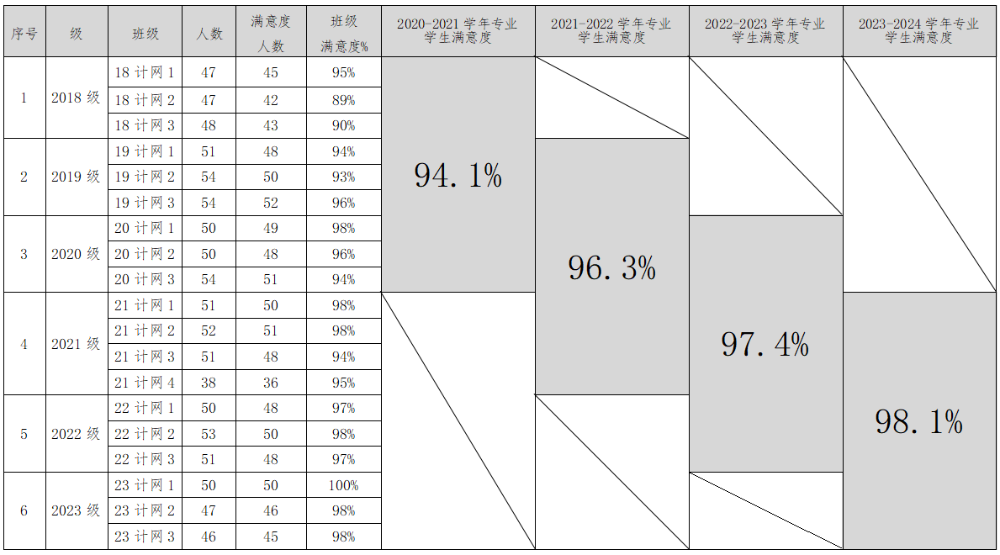 序号 级 班级 人数 满意度人数 班级满意度% 2020-2021 学年专业学生满意度 2021-2022 学年专业学生满意度 2022-2023 学年专业学生满意度 2023-2024 学年专业学生满意度
1 2018 级 18 计网 1 47 45 95% 94.1%
18 计网 2 47 42 89%
18 计网 3 48 43 90%
2 2019 级 19 计网 1 51 48 94% 96.3%
19 计网 2 54 50 93%
19 计网 3 54 52 96%
3 2020 级 20 计网 1 50 49 98% 97.4%
20 计网 2 50 48 96%
20 计网 3 54 51 94%
4 2021 级 21 计网 1 51 50 98% 98.1%
21 计网 2 52 51 98%
21 计网 3 51 48 94%
21 计网 4 38 36 95%
5 2022 级 22 计网 1 50 48 97%
22 计网 2 53 50 98%
22 计网 3 51 48 97%
6 2023 级 23 计网 1 50 50 100%
23 计网 2 47 46 98%
23 计网 3 46 45 98%